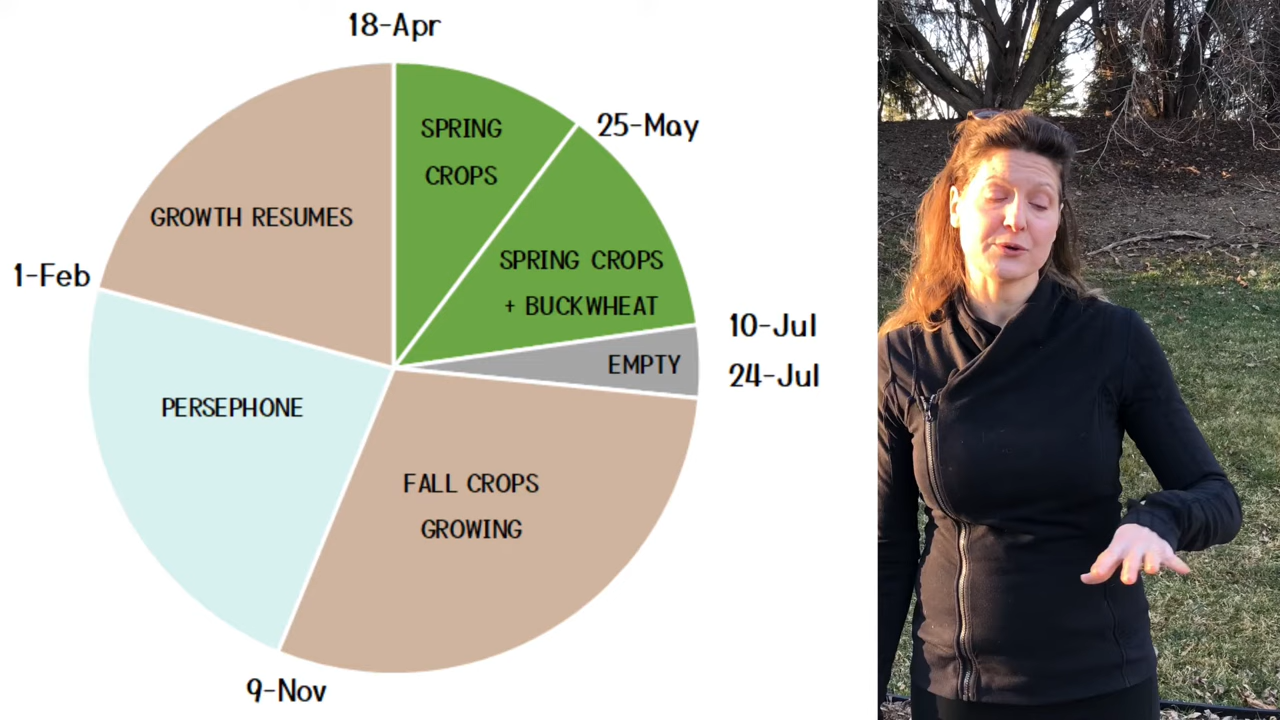 18-Apr
SPRING
CROPS
25-May
GROWTH RESUMES
SPRING CROPS
+ BUCKWHEAT
1-Feb
10-Jul
EMPTY
24-Jul
PERSEPHONE
FALL CROPS
GROWING
9-Nov